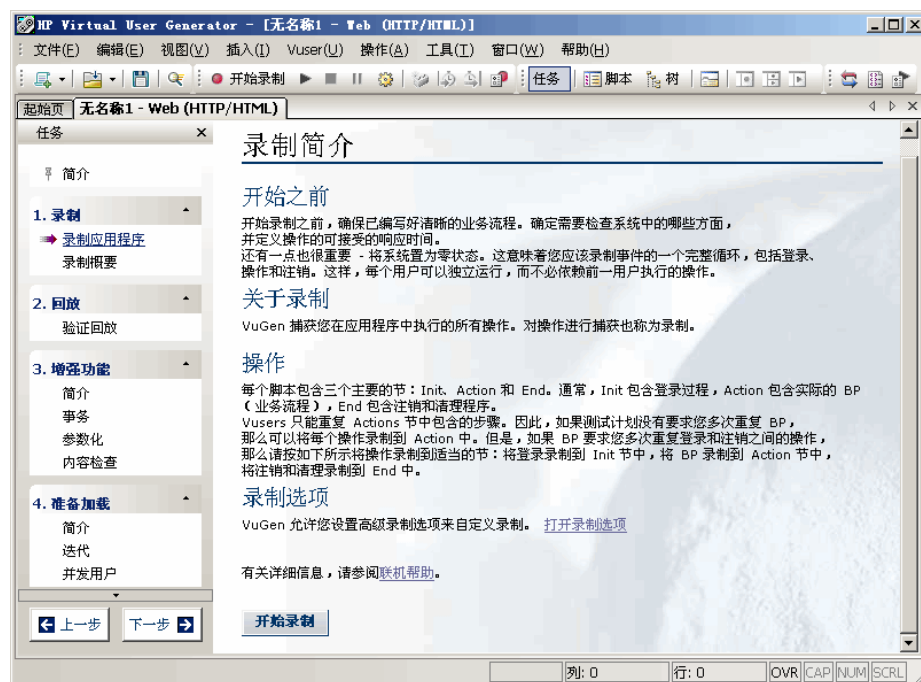 HP Virtual User Generator - [无名称1 - Web (HTTP/HTML)]
文件(F) 编辑(E) 视图(V) 插入(I) Vuser(U) 操作(A) 工具(T) 窗口(W) 帮助(H)
开始录制 任务 脚本 树
起始页 无名称1 - Web (HTTP/HTML)
任务
简介
1. 录制
录制应用程序
录制概要
2. 回放
验证回放
3. 增强功能
简介
事务
参数化
内容检查
4. 准备加载
简介
迭代
并发用户
上一步 下一步
录制简介
开始之前
开始录制之前，确保已编写好清晰的业务流程。确定需要检查系统中的哪些方面，
并定义操作的可接受的响应时间。
还有一点也很重要 - 将系统置为零状态。这意味着您应该录制事件的一个完整循环，包括登录、
操作和注销。这样，每个用户可以独立运行，而不必依赖前一用户执行的操作。
关于录制
VuGen 捕获您在应用程序中执行的所有操作。对操作进行捕获也称为录制。
操作
每个脚本包含三个主要的节：Init、Action 和 End。通常，Init 包含登录过程，Action 包含实际的 BP
（业务流程），End 包含注销和清理程序。
Vusers 只能重复 Actions 节中包含的步骤。因此，如果测试计划没有要求您多次重复 BP，
那么可以将每个操作录制到 Action 中。但是，如果 BP 要求您多次重复登录和注销之间的操作，
那么请按如下所示将操作录制到适当的节：将登录录制到 Init 节中，将 BP 录制到 Action 节中，
将注销和清理录制到 End 中。
录制选项
VuGen 允许您设置高级录制选项来自定义录制。 打开录制选项
有关详细信息，请参阅联机帮助。
开始录制
列: 0 行: 0 OVR CAP NUM SCRL